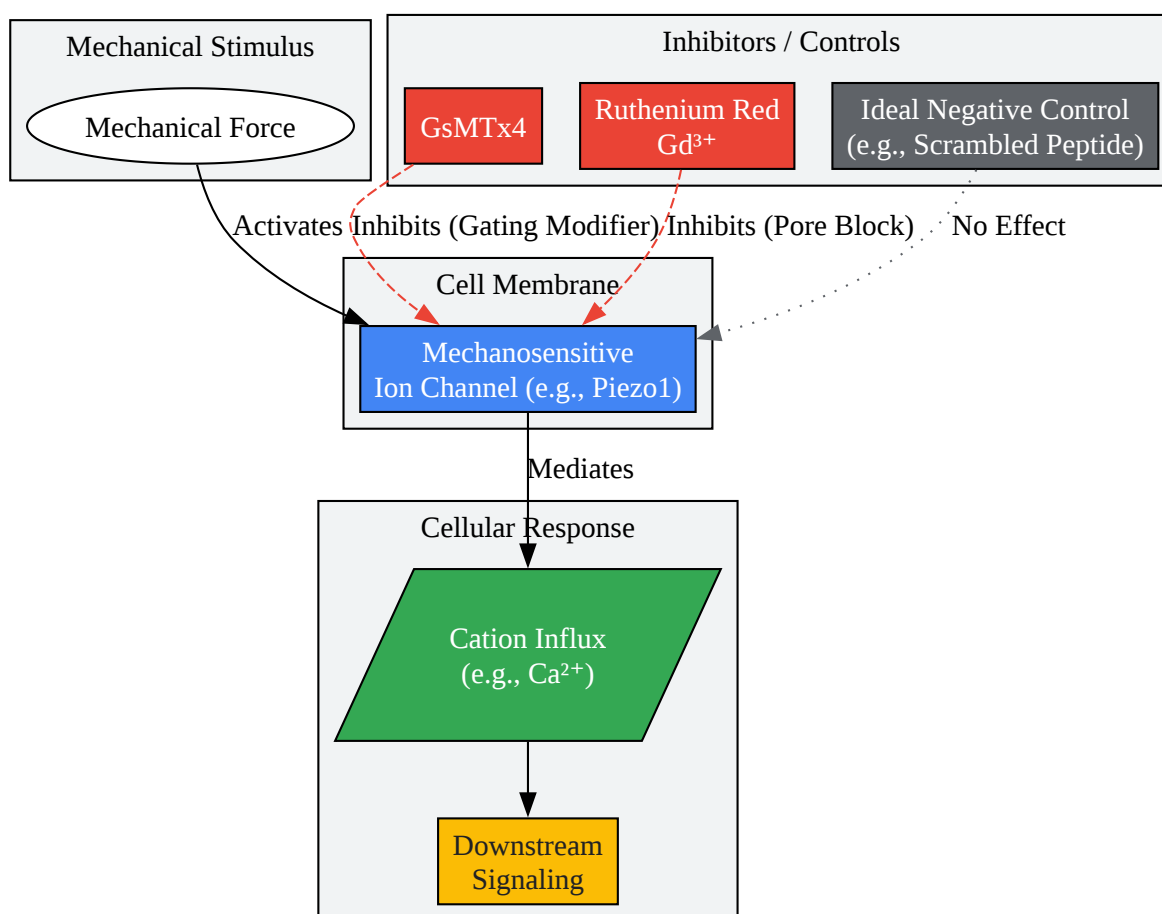 Mechanical Stimulus
Mechanical Force
Inhibitors / Controls
GsMTx4
Ruthenium Red
Gd³⁺
Ideal Negative Control
(e.g., Scrambled Peptide)
Activates
Inhibits (Gating Modifier)
Inhibits (Pore Block)
No Effect
Cell Membrane
Mechanosensitive
Ion Channel (e.g., Piezo1)
Mediates
Cellular Response
Cation Influx
(e.g., Ca²⁺)
Downstream
Signaling